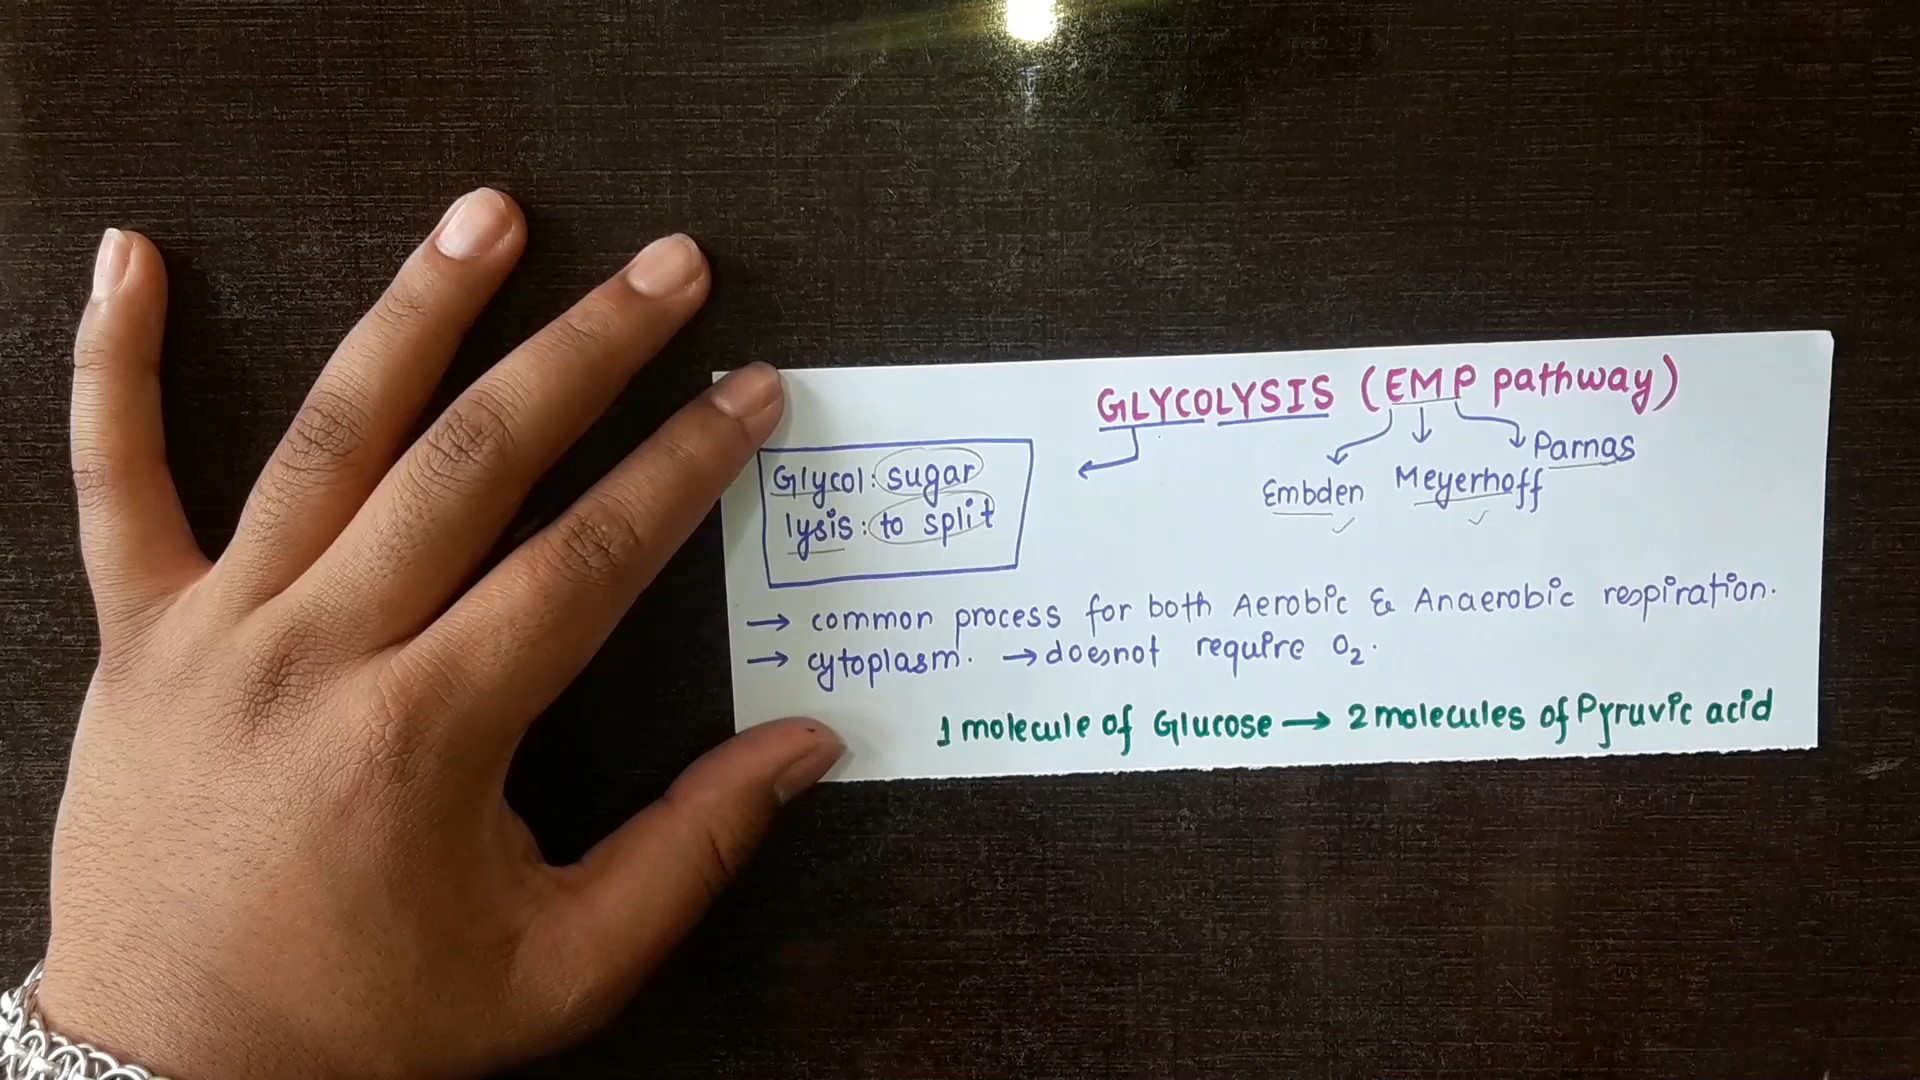 GLYCOLYSIS (EMP pathway)
Embden Meyerhoff Parnas
Glycol: sugar
lysis: to split
→ common process for both Aerobic & Anaerobic respiration.
→ cytoplasm. → doesnot require O₂.
1 molecule of Glucose → 2 molecules of Pyruvic acid